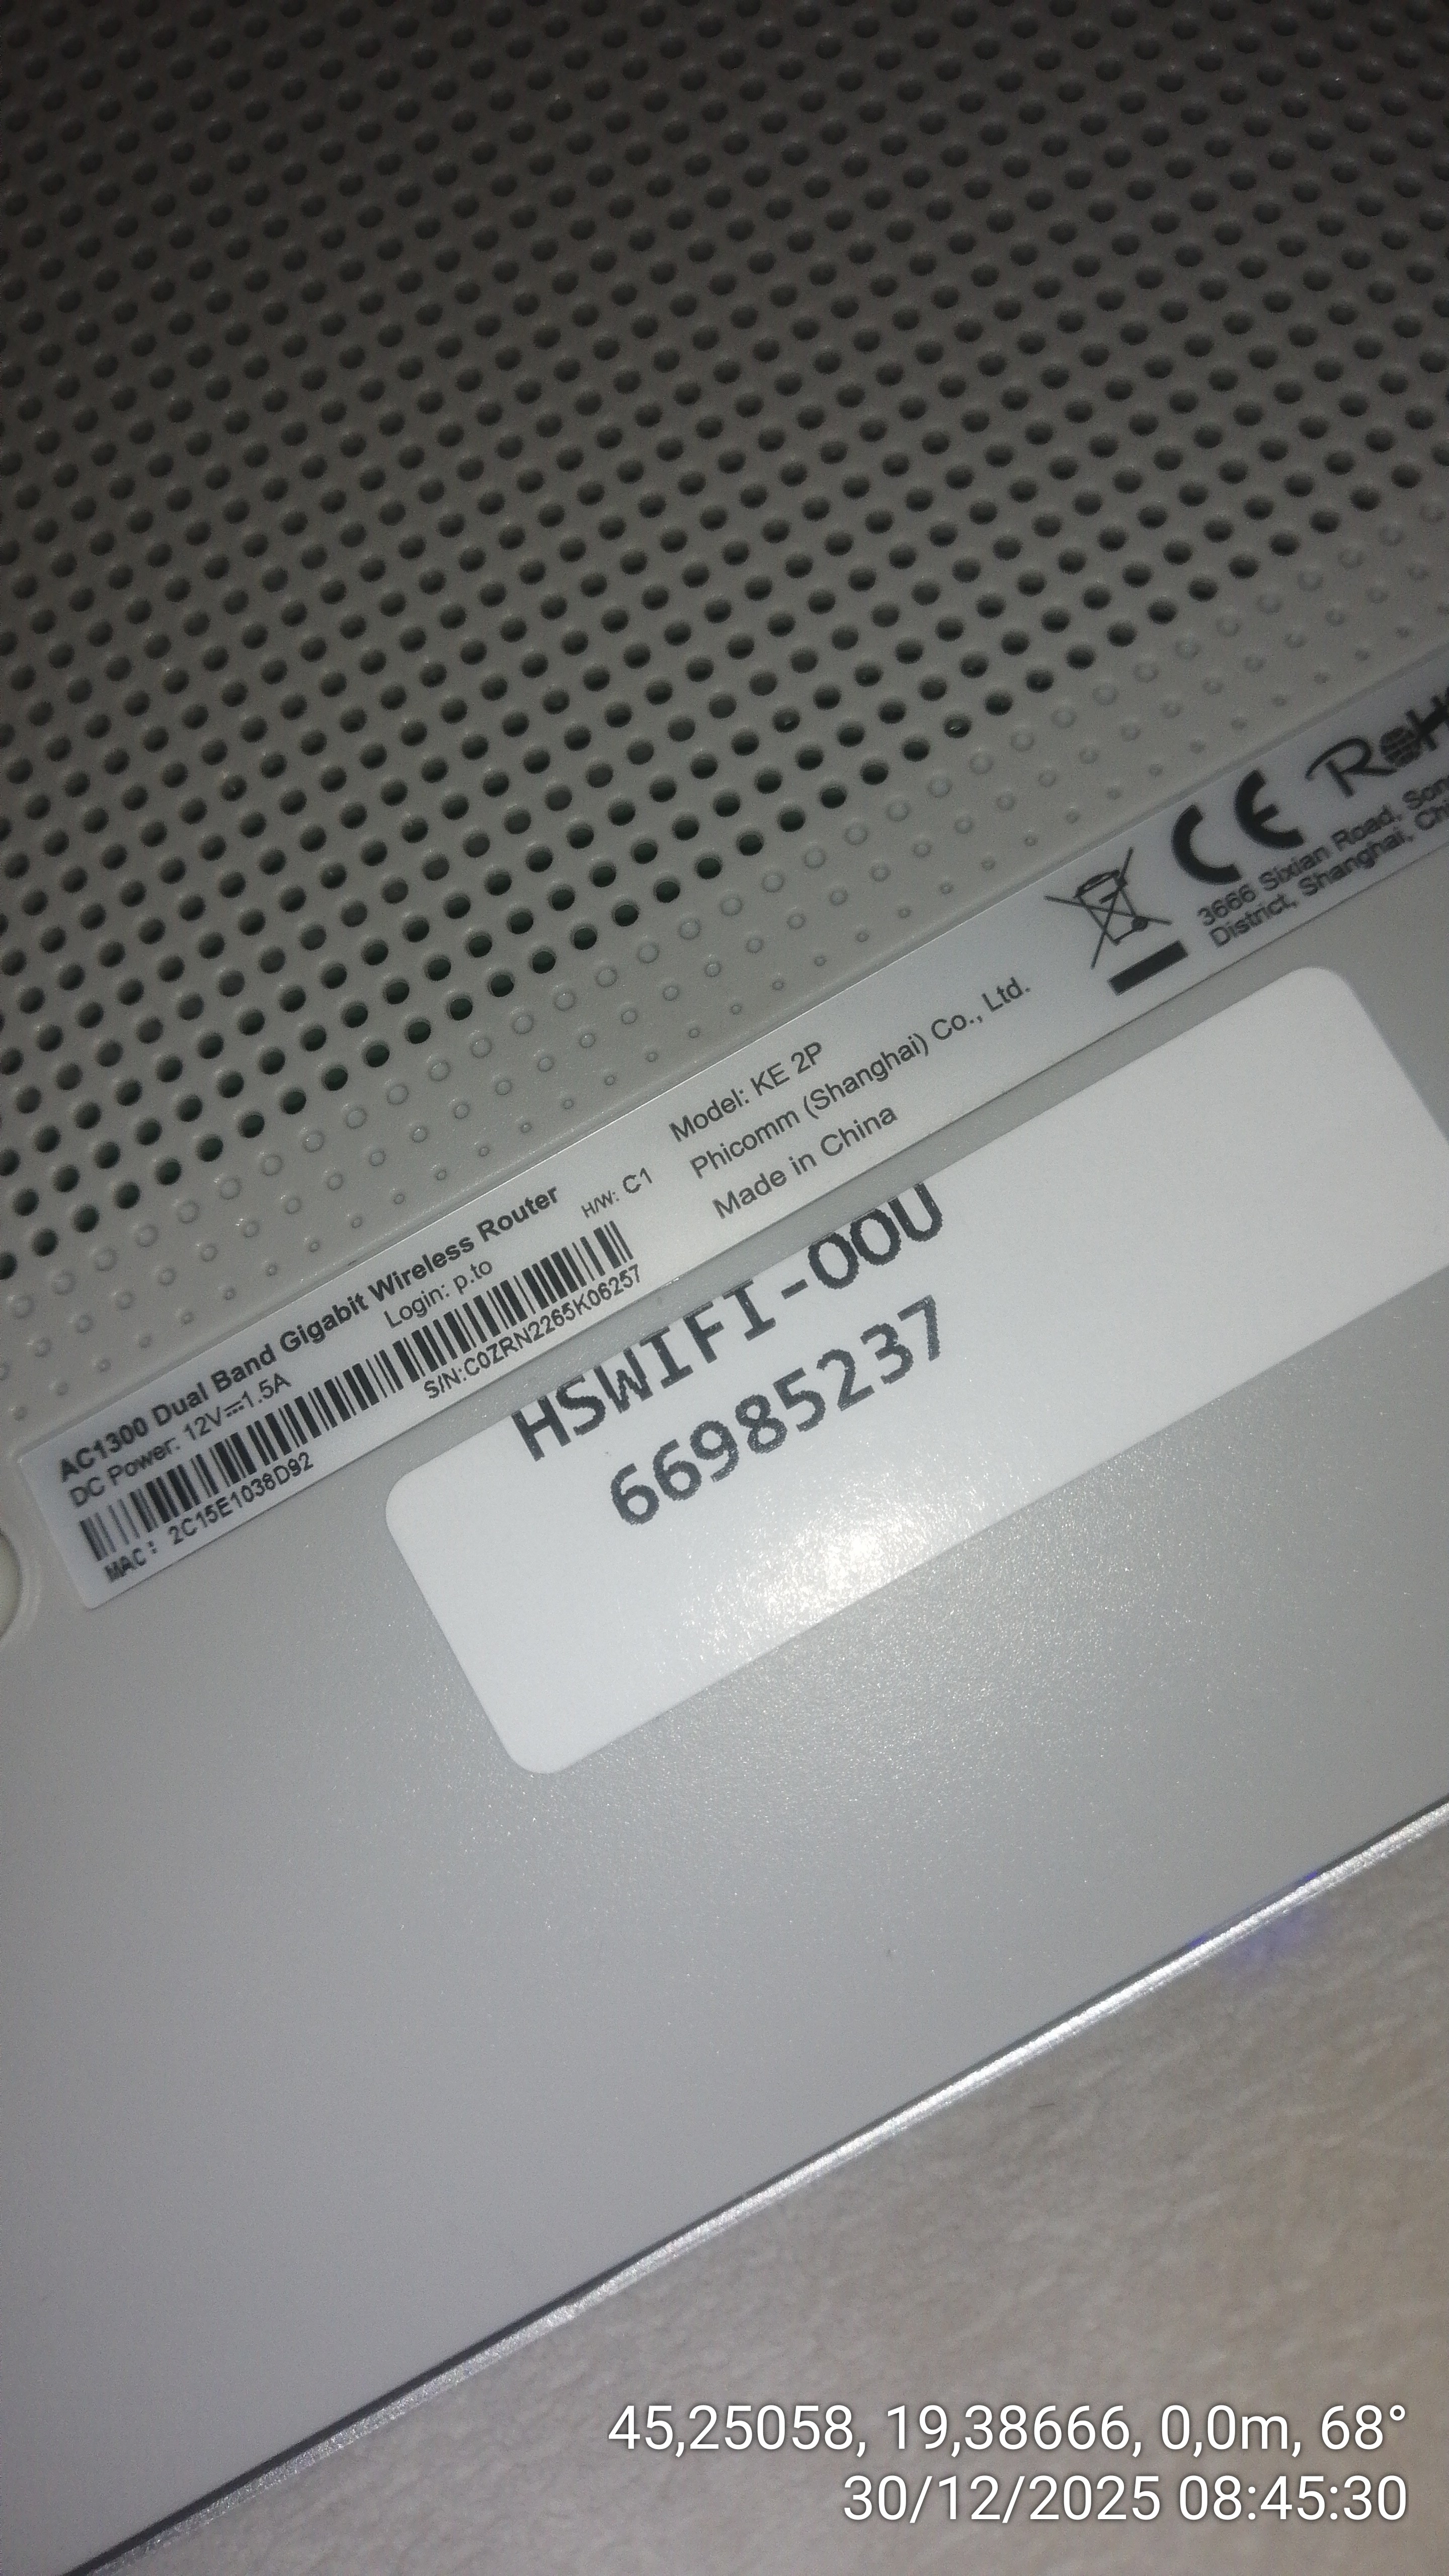 AC1300 Dual Band Gigabit Wireless Router
DC Power: 12V⎓1.5A
Login: p.to
H/W: C1
MAC: 2C15E1038D92
S/N:C0ZRN2265K06257
Model: KE 2P
Phicomm (Shanghai) Co., Ltd.
Made in China
CE
3666 Sixian Road,
District, Shanghai,
HSWIFI-OOU
66985237
45,25058, 19,38666, 0,0m, 68°
30/12/2025 08:45:30